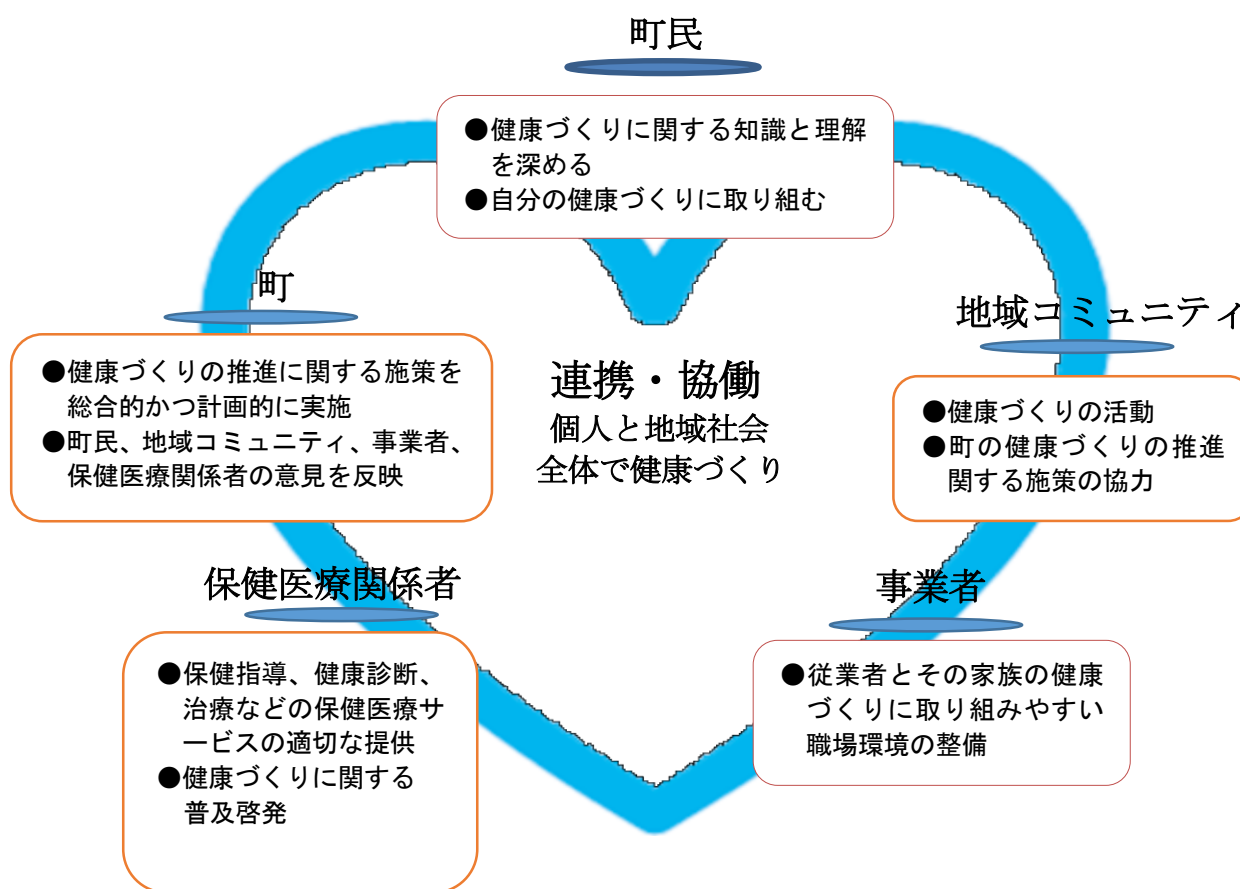 町民
●健康づくりに関する知識と理解
を深める
●自分の健康づくりに取り組む
町
●健康づくりの推進に関する施策を
総合的かつ計画的に実施
●町民、地域コミュニティ、事業者、
保健医療関係者の意見を反映
連携・協働
個人と地域社会
全体で健康づくり
地域コミュニティ
●健康づくりの活動
●町の健康づくりの推進
関する施策の協力
保健医療関係者
●保健指導、健康診断、
治療などの保健医療サ
ービスの適切な提供
●健康づくりに関する
普及啓発
事業者
●従業者とその家族の健康
づくりに取り組みやすい
職場環境の整備